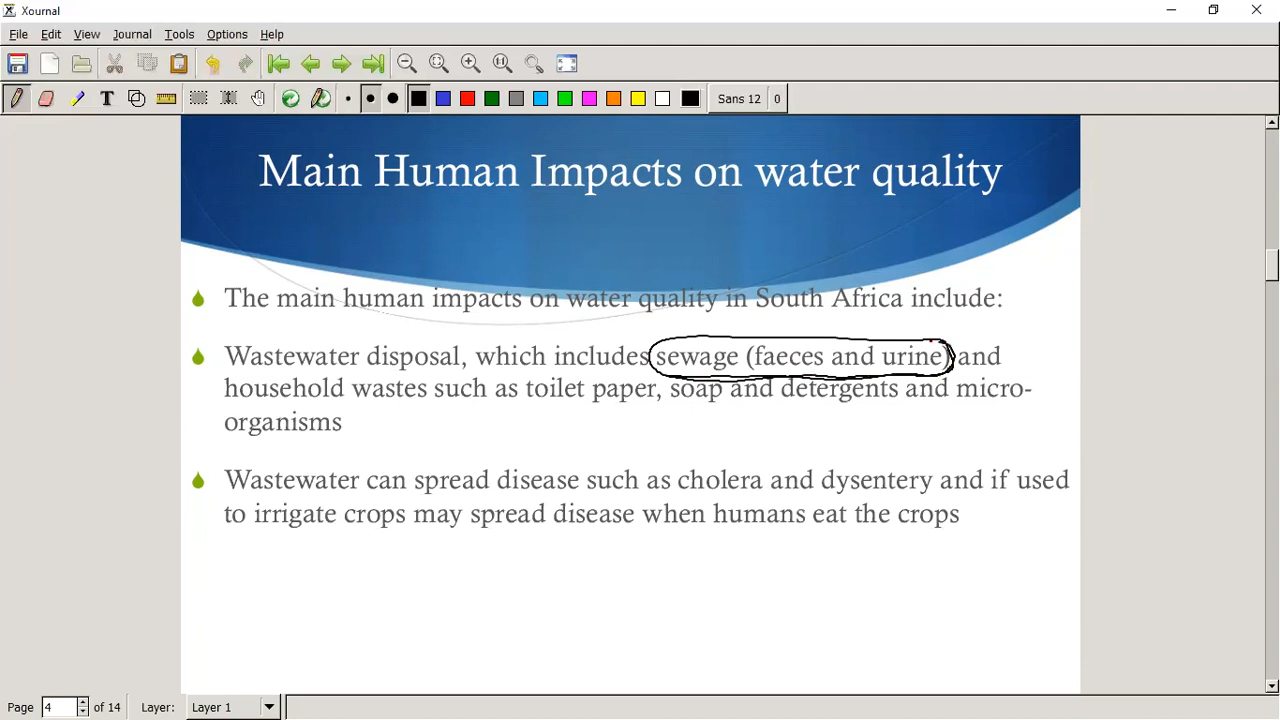 Xournal
File Edit View Journal Tools Options Help
T Sans 12 0
Main Human Impacts on water quality
The main human impacts on water quality in South Africa include:
Wastewater disposal, which includes sewage (faeces and urine) and
household wastes such as toilet paper, soap and detergents and micro-
organisms
Wastewater can spread disease such as cholera and dysentery and if used
to irrigate crops may spread disease when humans eat the crops
Page 4 of 14 Layer: Layer 1